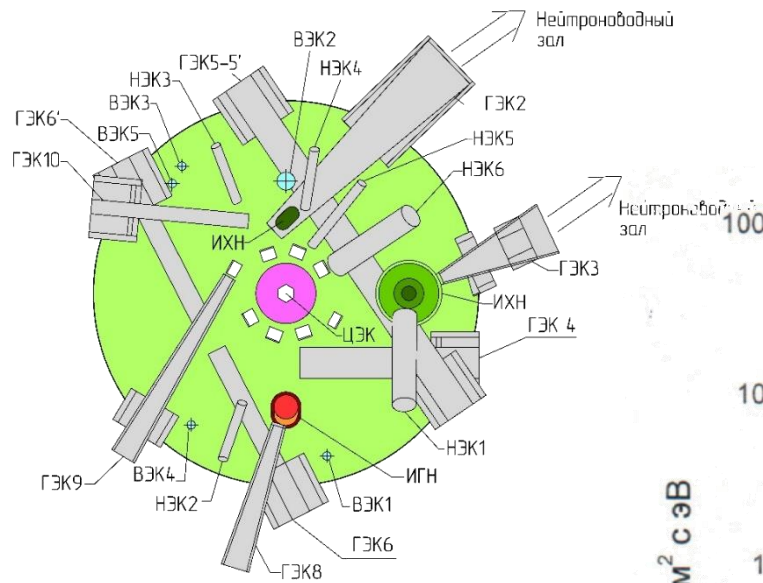 Нейтроноводный
зал
ВЭК2
ГЭК5-5'
НЭК4
НЭК3
ГЭК2
ВЭК3
НЭК5
ГЭК6'
ВЭК5
НЭК6
ГЭК10
зал
100
ИХН
ГЭК3
ИХН
ЦЭК
ГЭК 4
10
НЭК1
ВЭК4
ГЭК9
НЭК2
ИГН
ВЭК1
ГЭК6
ГЭК8
1
м² с эВ